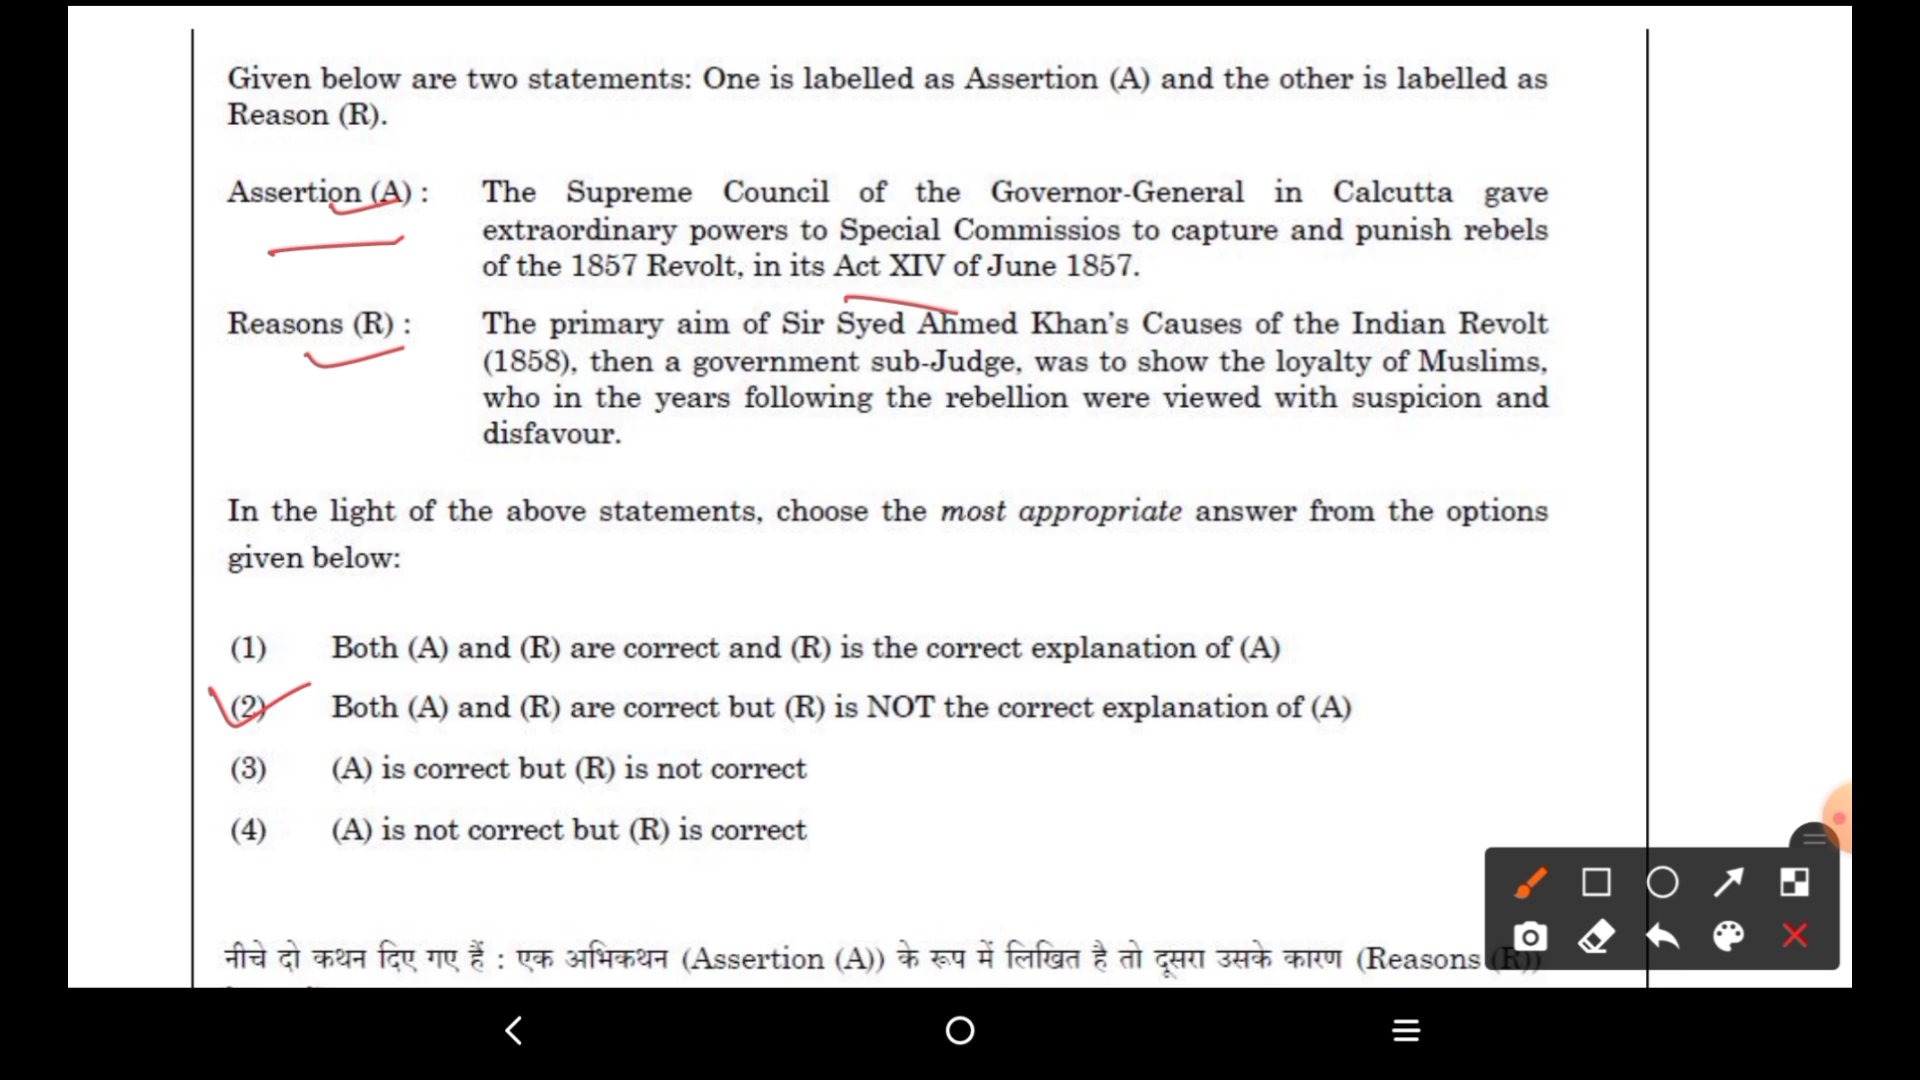 Given below are two statements: One is labelled as Assertion (A) and the other is labelled as
Reason (R).
Assertion (A) : The Supreme Council of the Governor-General in Calcutta gave
extraordinary powers to Special Commissios to capture and punish rebels
of the 1857 Revolt, in its Act XIV of June 1857.
Reasons (R) : The primary aim of Sir Syed Ahmed Khan's Causes of the Indian Revolt
(1858), then a government sub-Judge, was to show the loyalty of Muslims,
who in the years following the rebellion were viewed with suspicion and
disfavour.
In the light of the above statements, choose the most appropriate answer from the options
given below:
(1) Both (A) and (R) are correct and (R) is the correct explanation of (A)
(2) Both (A) and (R) are correct but (R) is NOT the correct explanation of (A)
(3) (A) is correct but (R) is not correct
(4) (A) is not correct but (R) is correct
नीचे दो कथन दिए गए हैं : एक अभिकथन (Assertion (A)) के रूप में लिखित है तो दूसरा उसके कारण (Reasons (R))